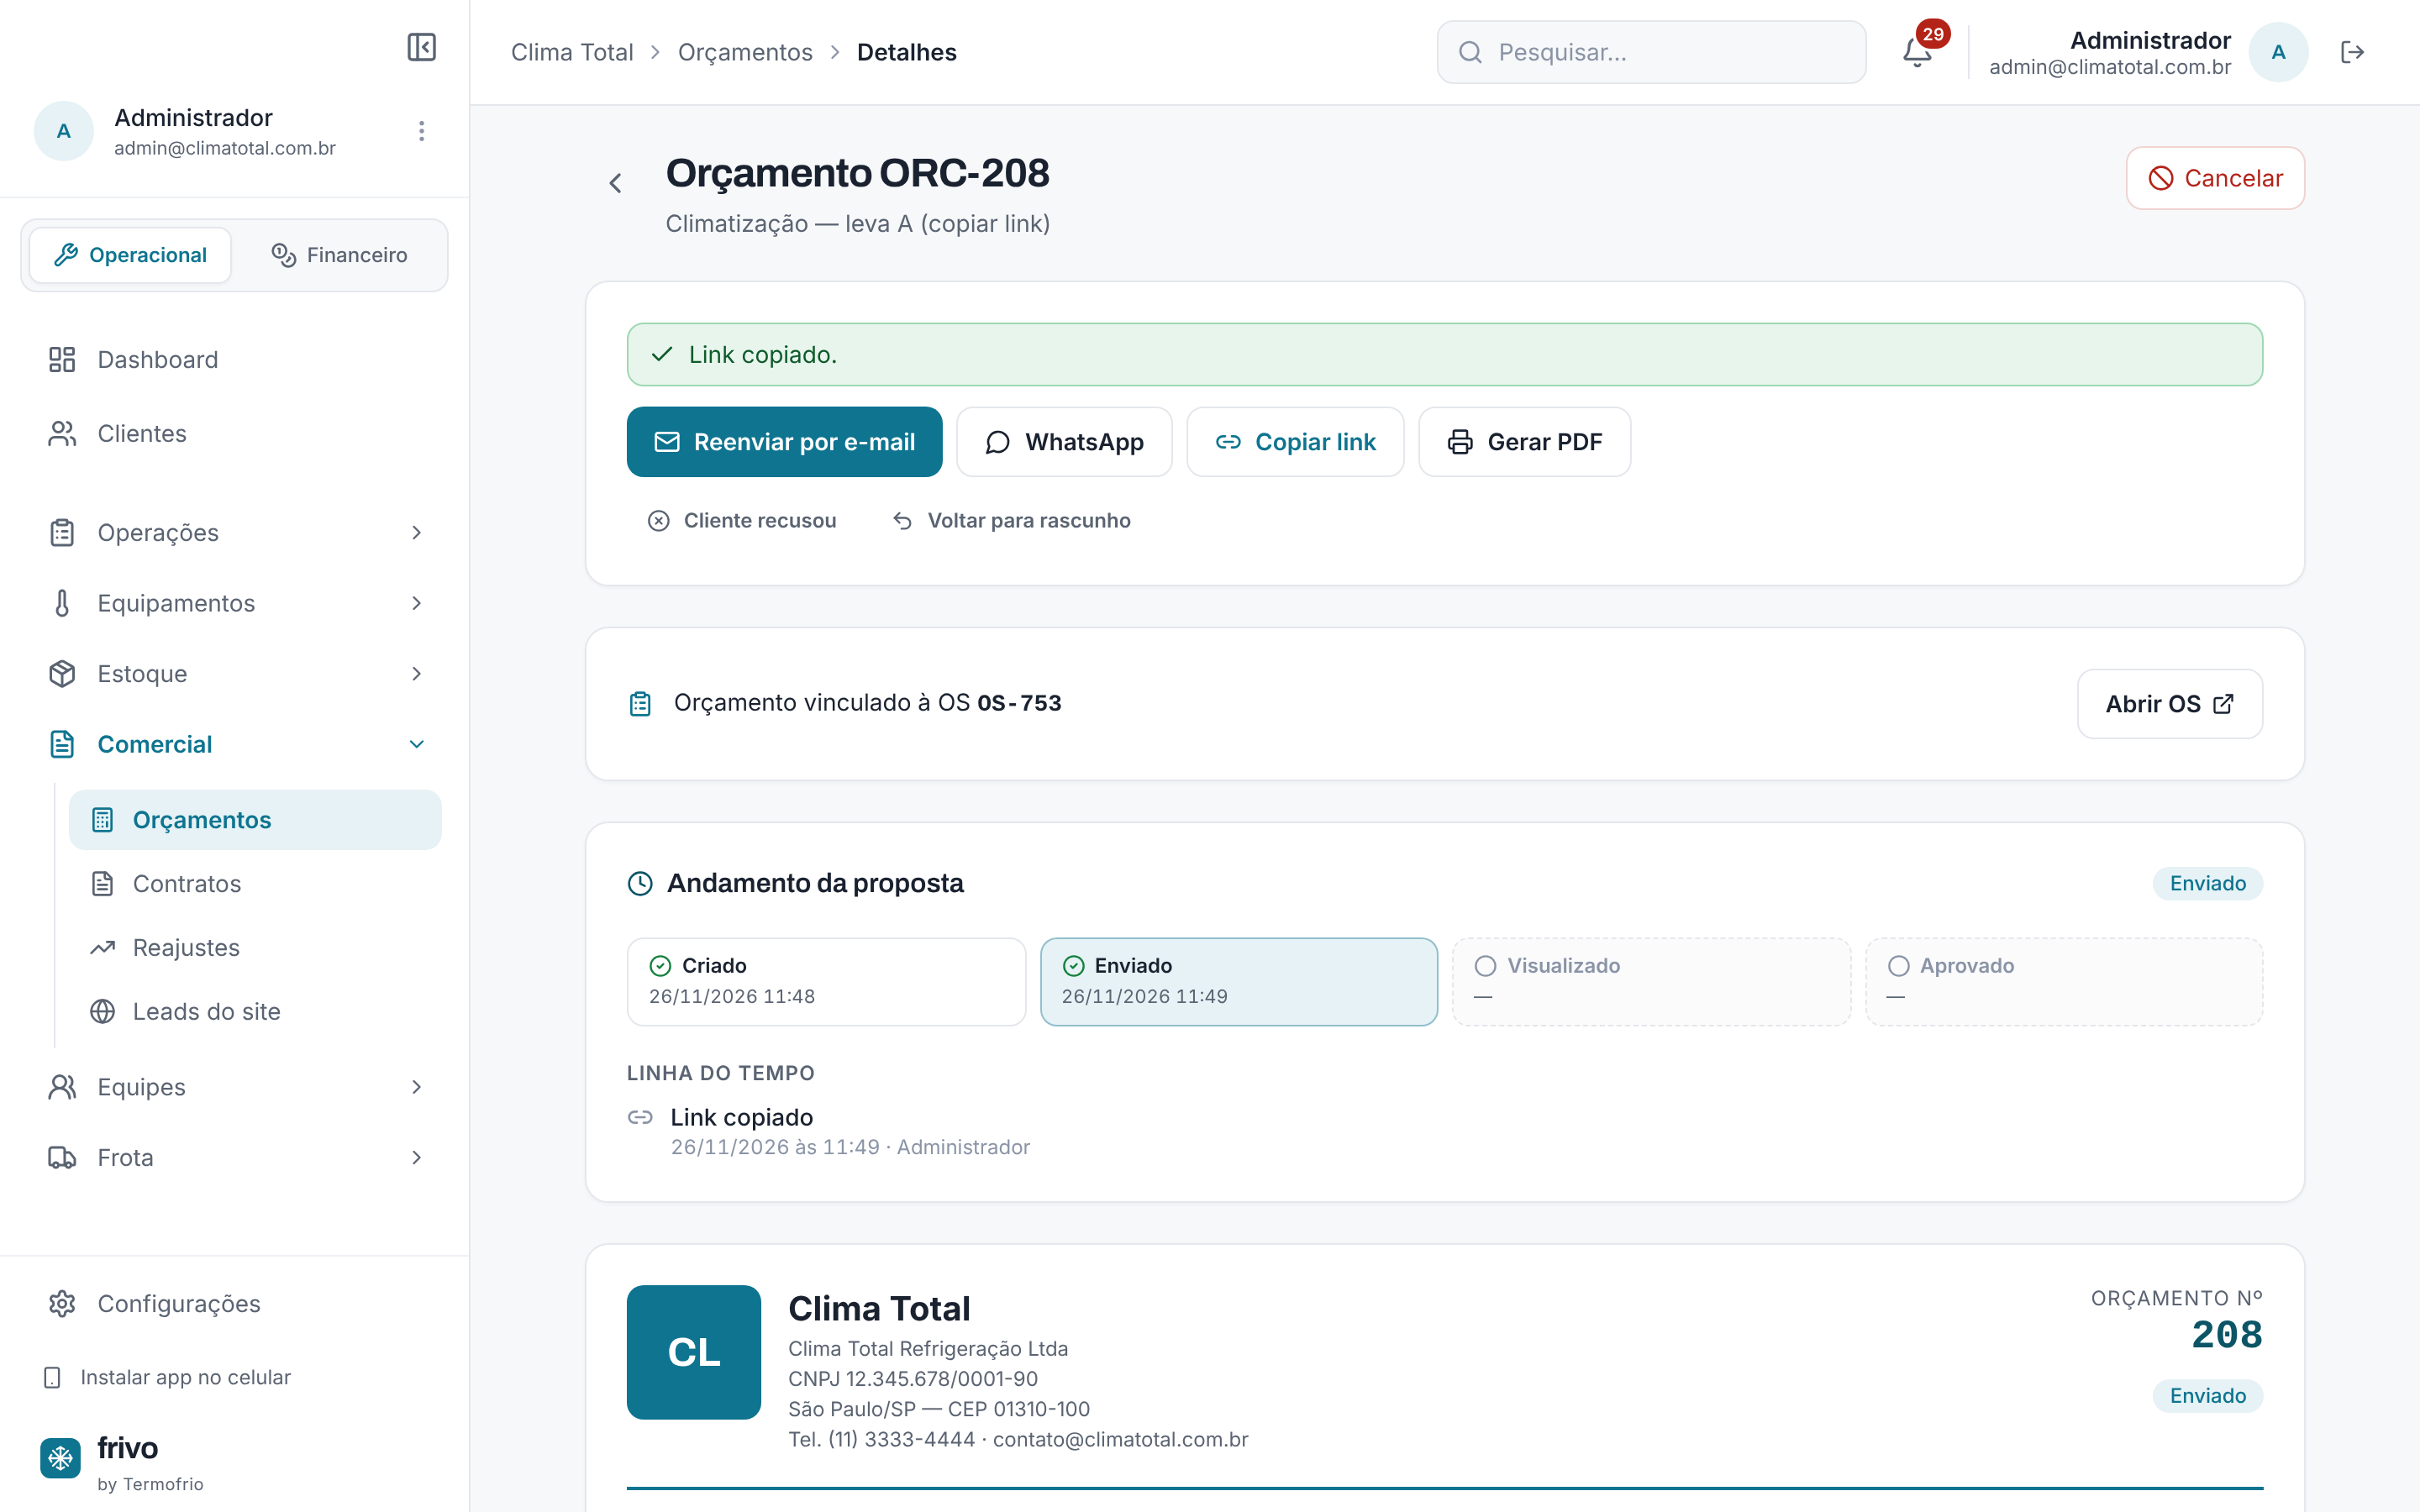 Administrador
admin@climatotal.com.br
A
Operacional
Financeiro
Dashboard
Clientes
Operações
Equipamentos
Estoque
Comercial
Orçamentos
Contratos
Reajustes
Leads do site
Equipes
Frota
Configurações
Instalar app no celular
frivo
by Termofrio
Clima Total > Orçamentos > Detalhes
Pesquisar...
29
Administrador
admin@climatotal.com.br
A
Orçamento ORC-208
Climatização — leva A (copiar link)
Cancelar
Link copiado.
Reenviar por e-mail
WhatsApp
Copiar link
Gerar PDF
Cliente recusou
Voltar para rascunho
Orçamento vinculado à OS OS-753
Abrir OS
Andamento da proposta
Enviado
Criado
26/11/2026 11:48
Enviado
26/11/2026 11:49
Visualizado
—
Aprovado
—
LINHA DO TEMPO
Link copiado
26/11/2026 às 11:49 · Administrador
CL
Clima Total
Clima Total Refrigeração Ltda
CNPJ 12.345.678/0001-90
São Paulo/SP — CEP 01310-100
Tel. (11) 3333-4444 · contato@climatotal.com.br
ORÇAMENTO Nº
208
Enviado